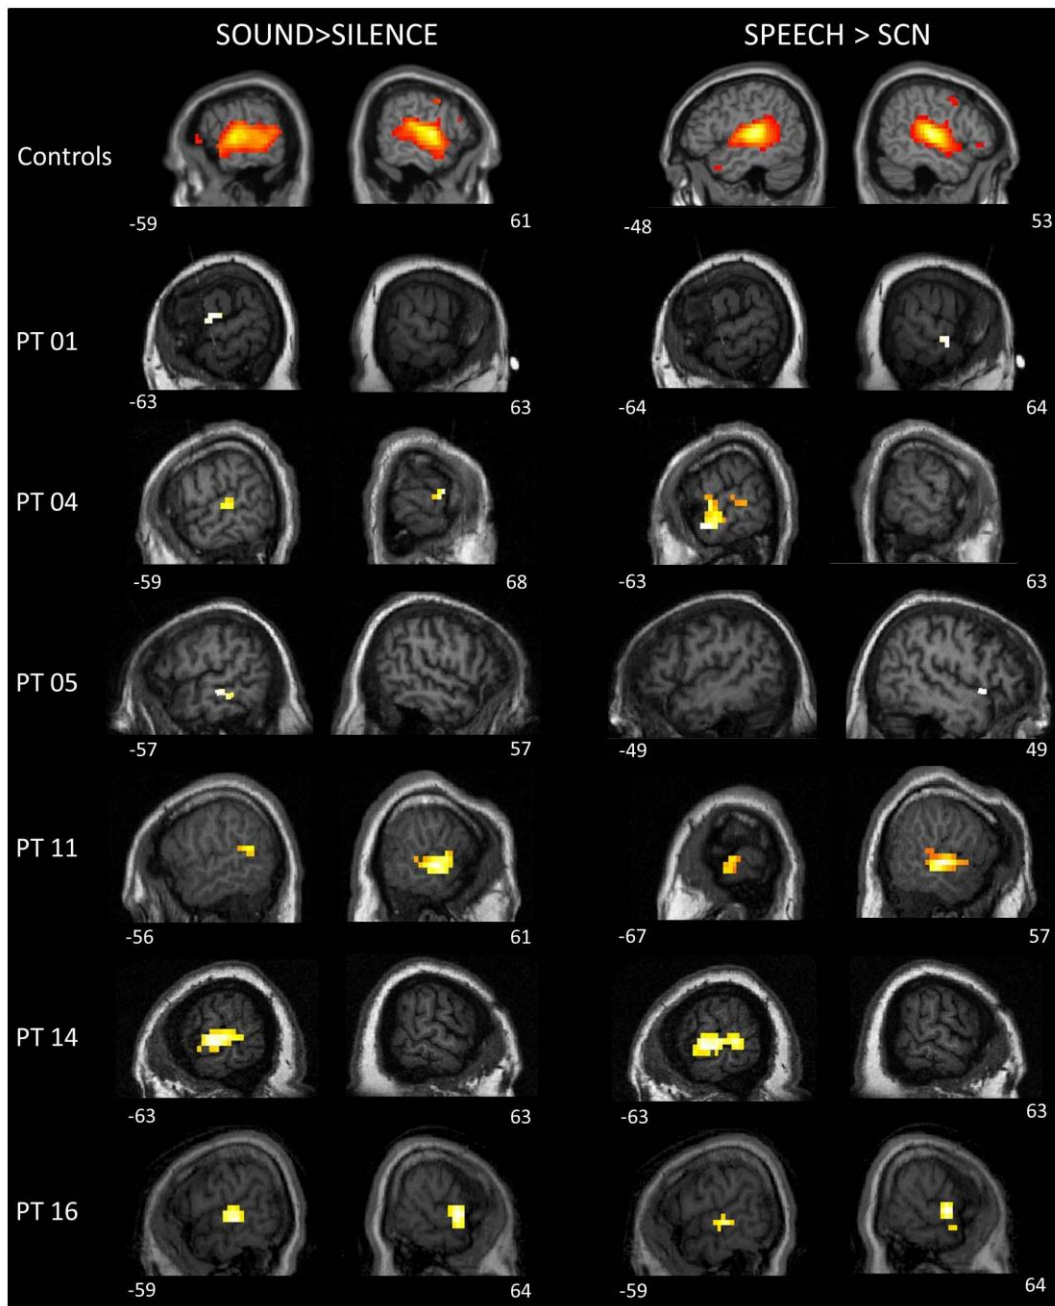 SOUND>SILENCE SPEECH > SCN
Controls
-59 61 -48 53
PT 01
-63 63 -64 64
PT 04
-59 68 -63 63
PT 05
-57 57 -49 49
PT 11
-56 61 -67 57
PT 14
-63 63 -63 63
PT 16
-59 64 -59 64